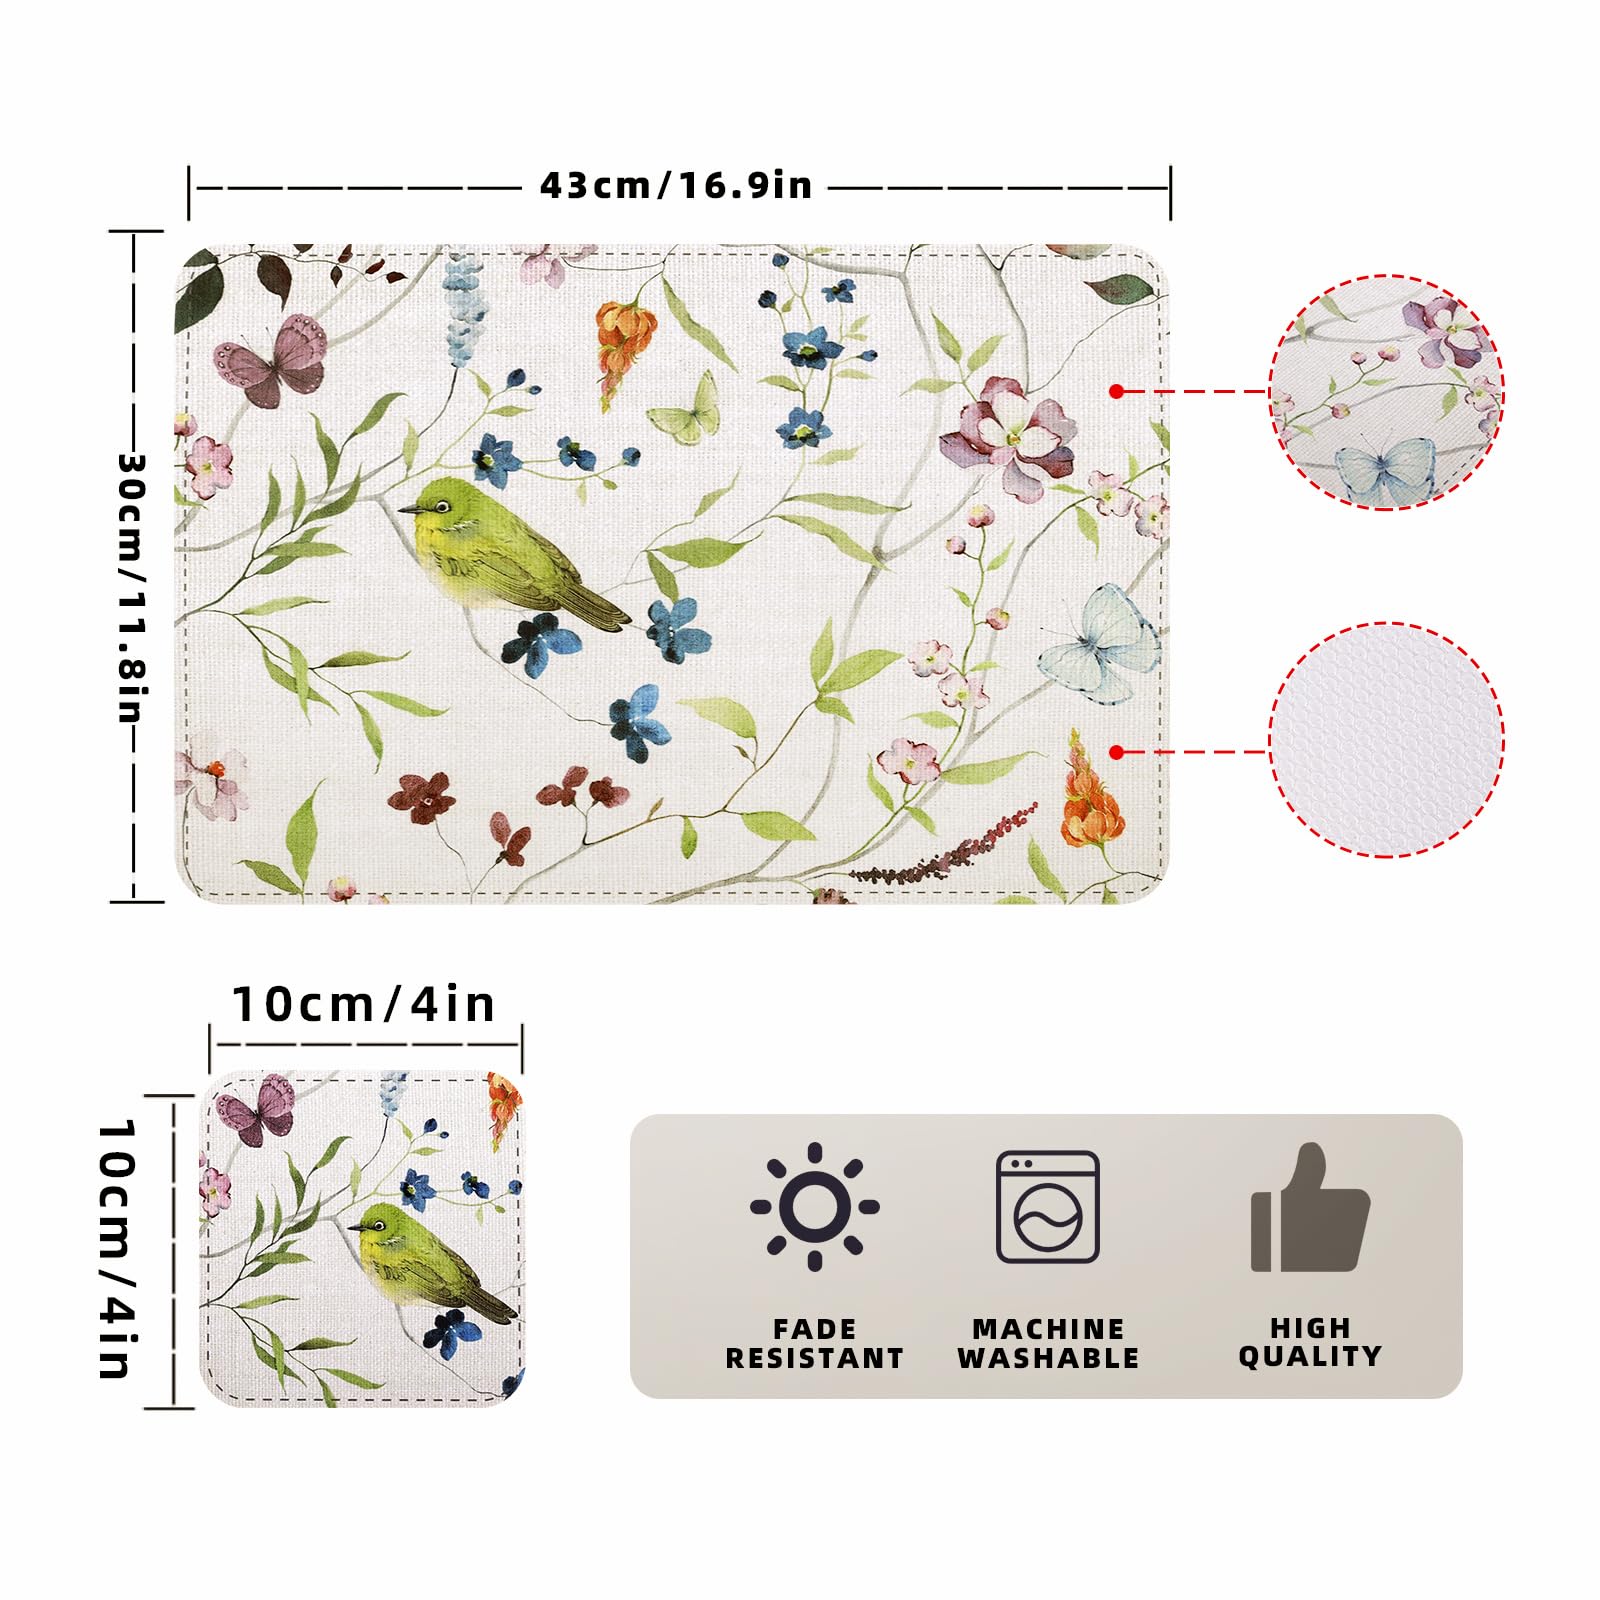 43cm/16.9in
30cm/11.8in
10cm/4in
10cm/4in
FADE
RESISTANT
MACHINE
WASHABLE
HIGH
QUALITY